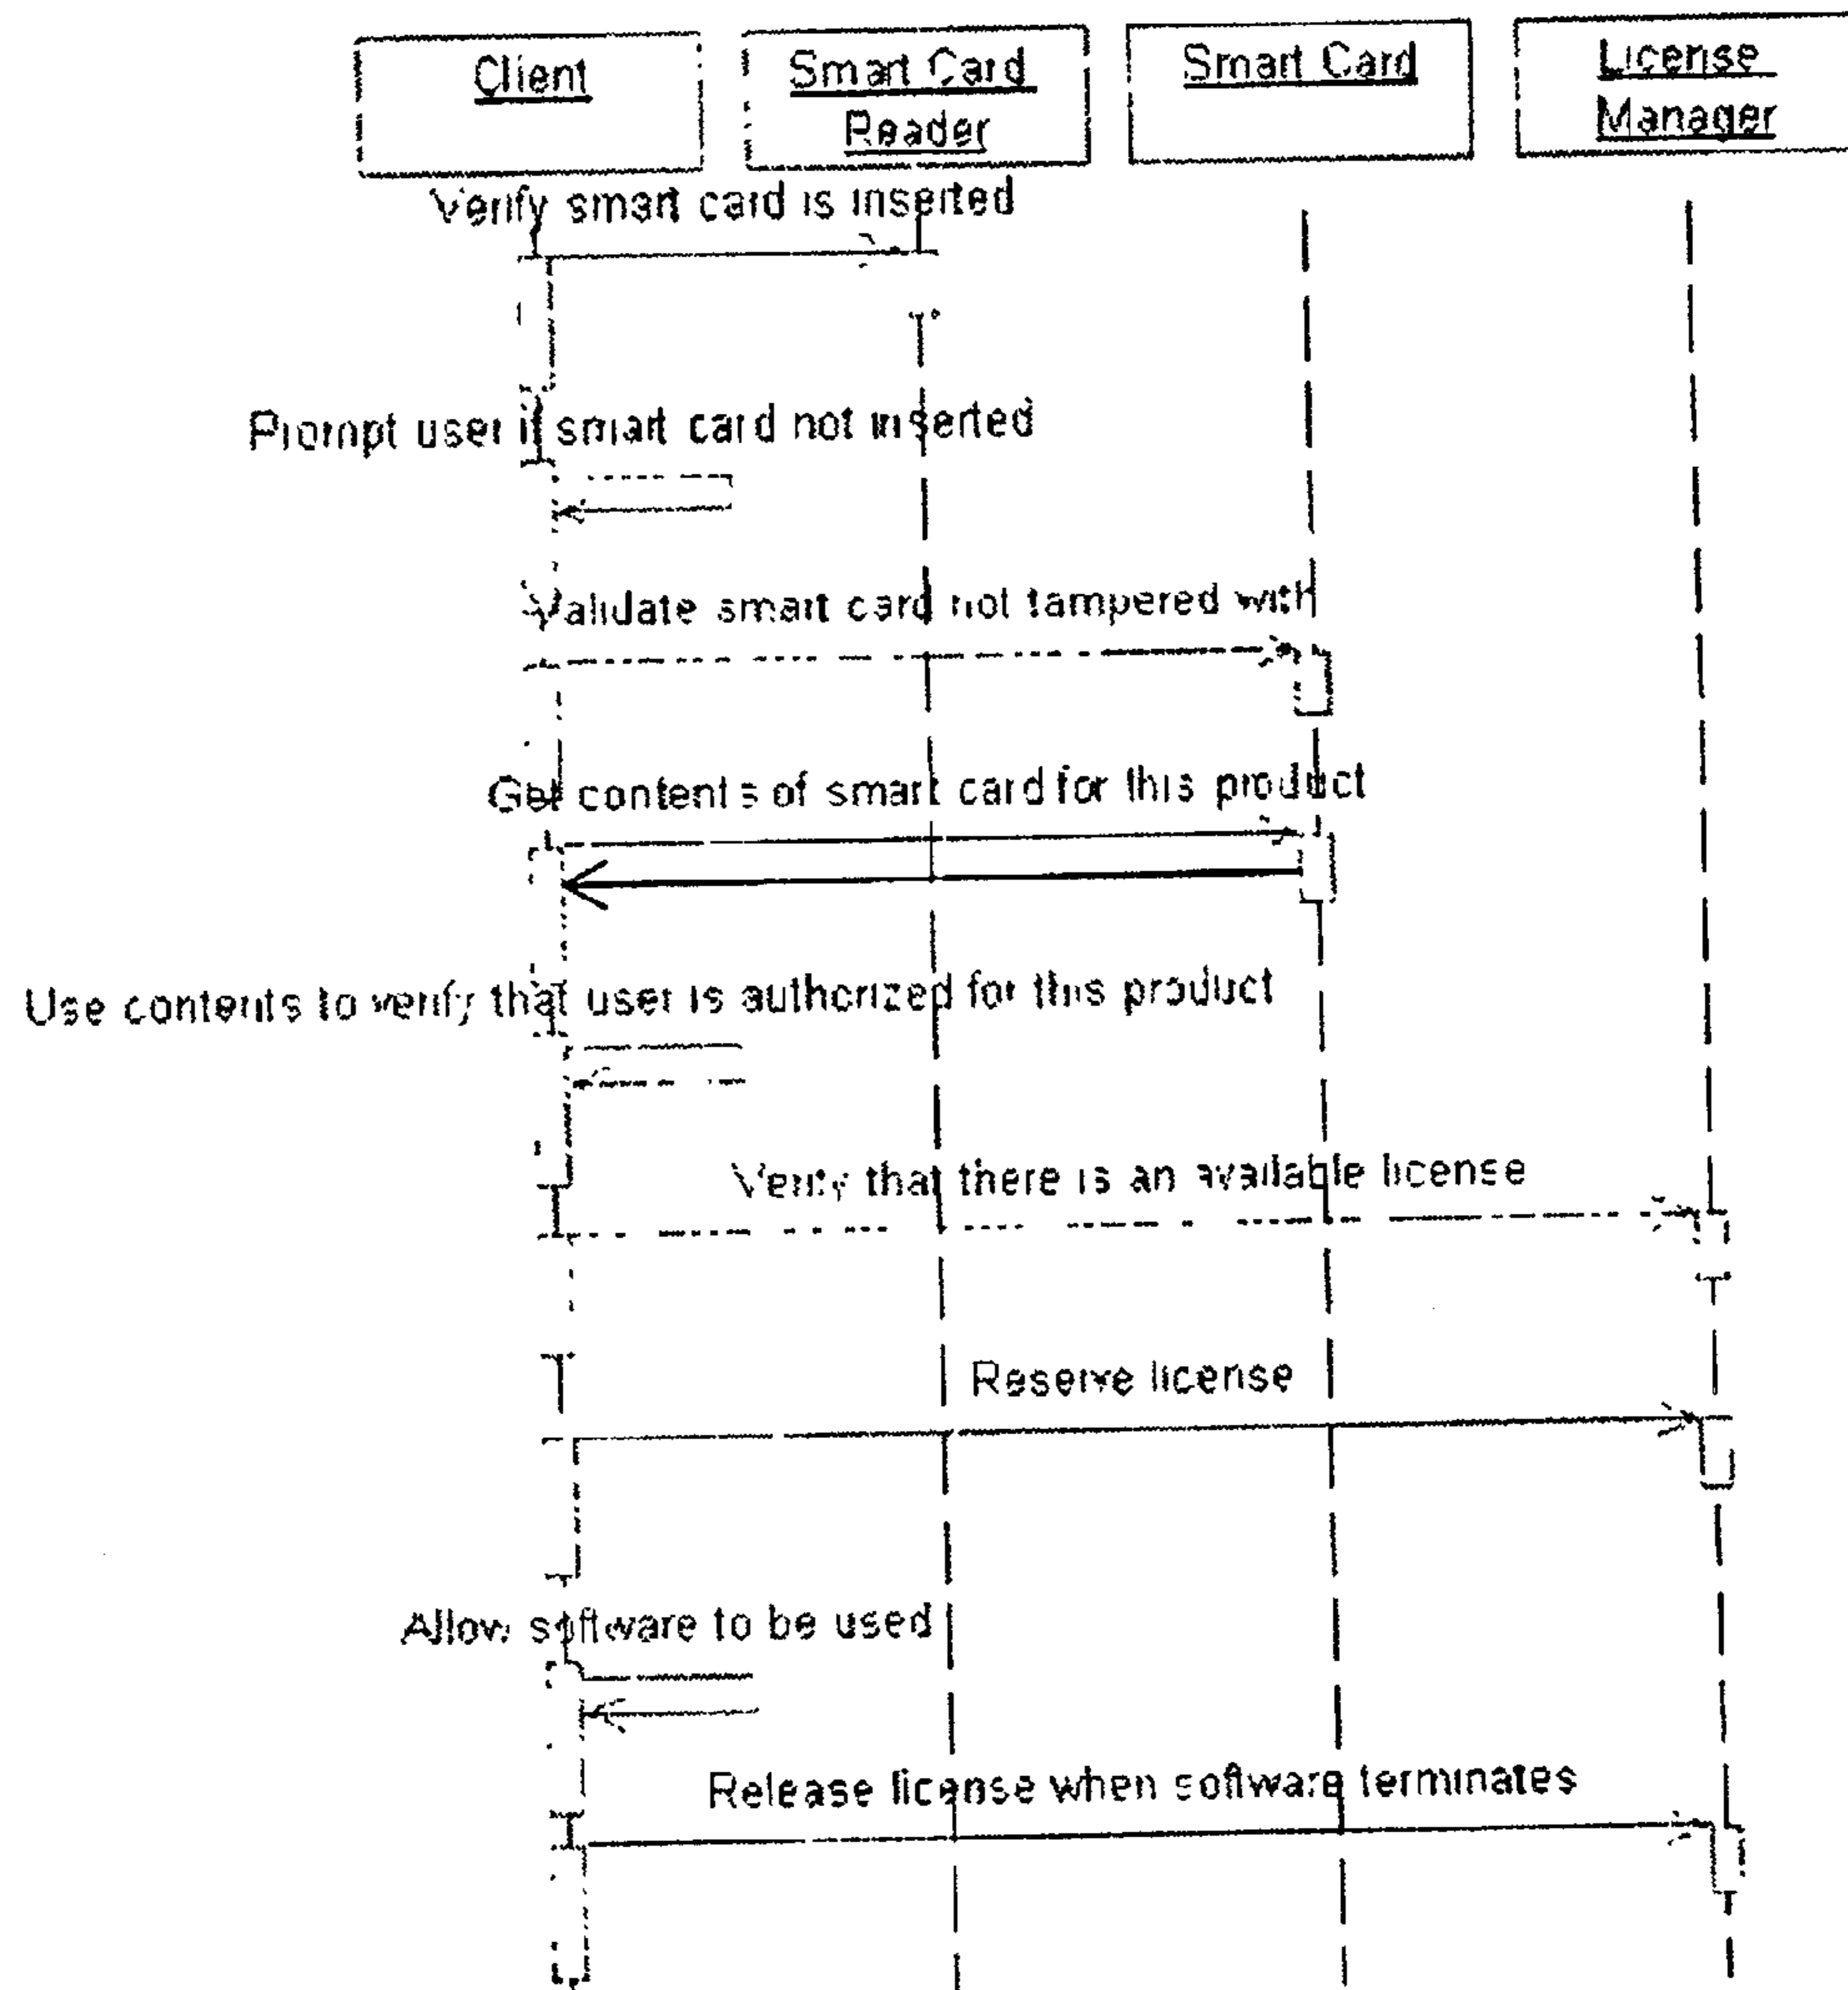 Client
Smart Card
Reader
Smart Card
License
Manager
Verify smart card is inserted
Prompt user if smart card not inserted
Validate smart card not tampered with
Get contents of smart card for this product
Use contents to verify that user is authorized for this product
Verify that there is an available license
Reserve license
Allow software to be used
Release license when software terminates